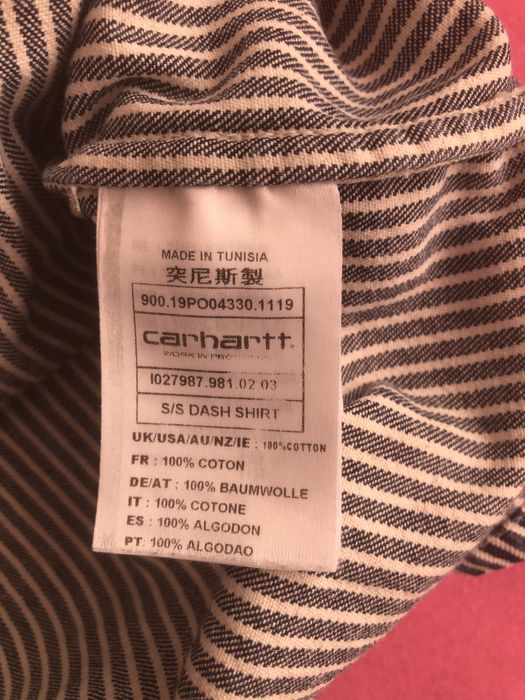 MADE IN TUNISIA
突尼斯製
900.19PO04330.1119
carhartt
WORK IN PROGRESS
I027987.981.02 03
S/S DASH SHIRT
UK/USA/AU/NZ/IE : 100%COTTON
FR : 100% COTON
DE/AT : 100% BAUMWOLLE
IT : 100% COTONE
ES : 100% ALGODON
PT: 100% ALGODAO